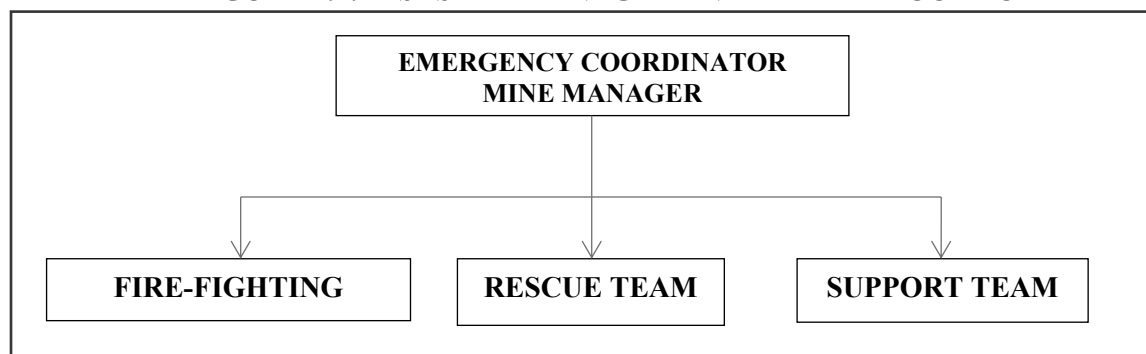 EMERGENCY COORDINATOR
MINE MANAGER
FIRE-FIGHTING
RESCUE TEAM
SUPPORT TEAM